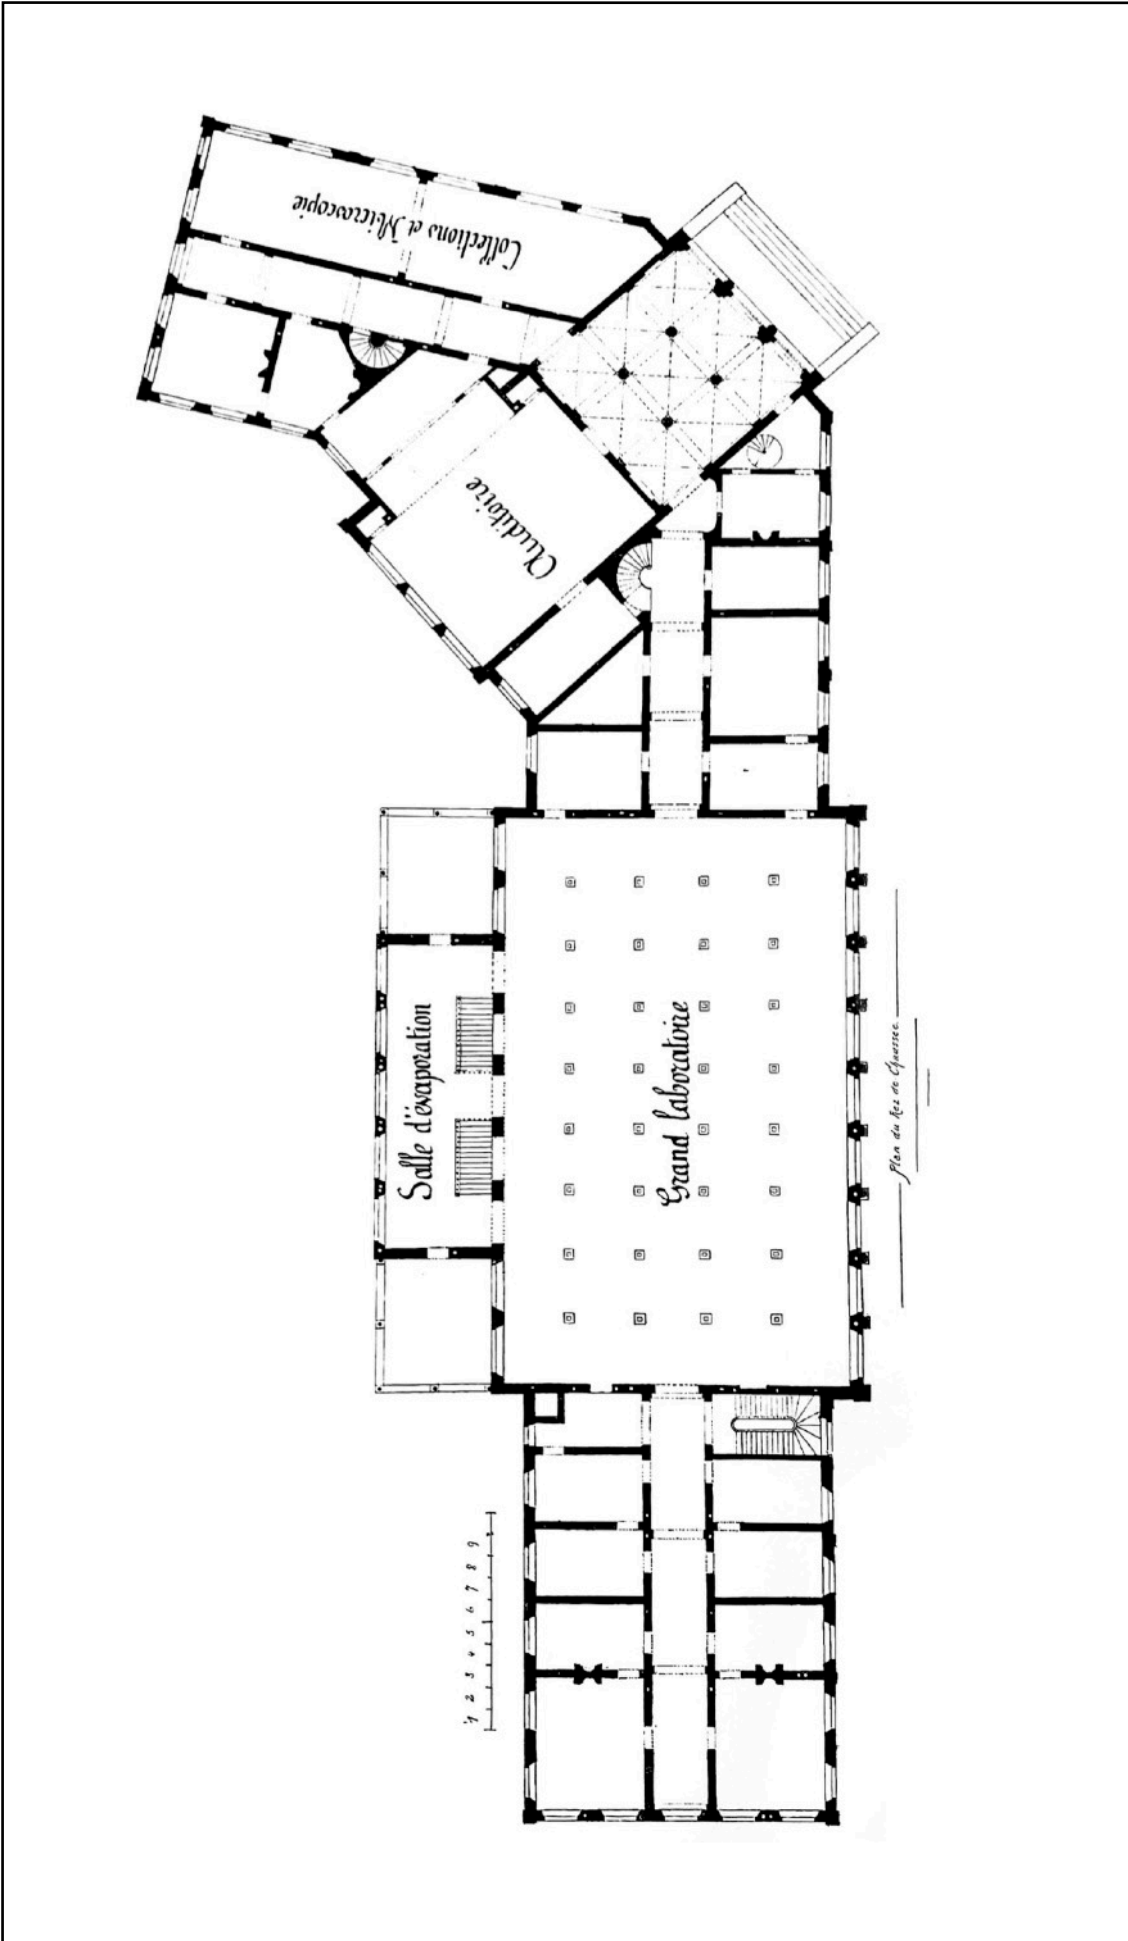 Collections et Microscopie
Auditoire
Salle d'évaporation
Grand Laboratoire
Plan du Rez de Chaussée.
1 2 3 4 5 6 7 8 9